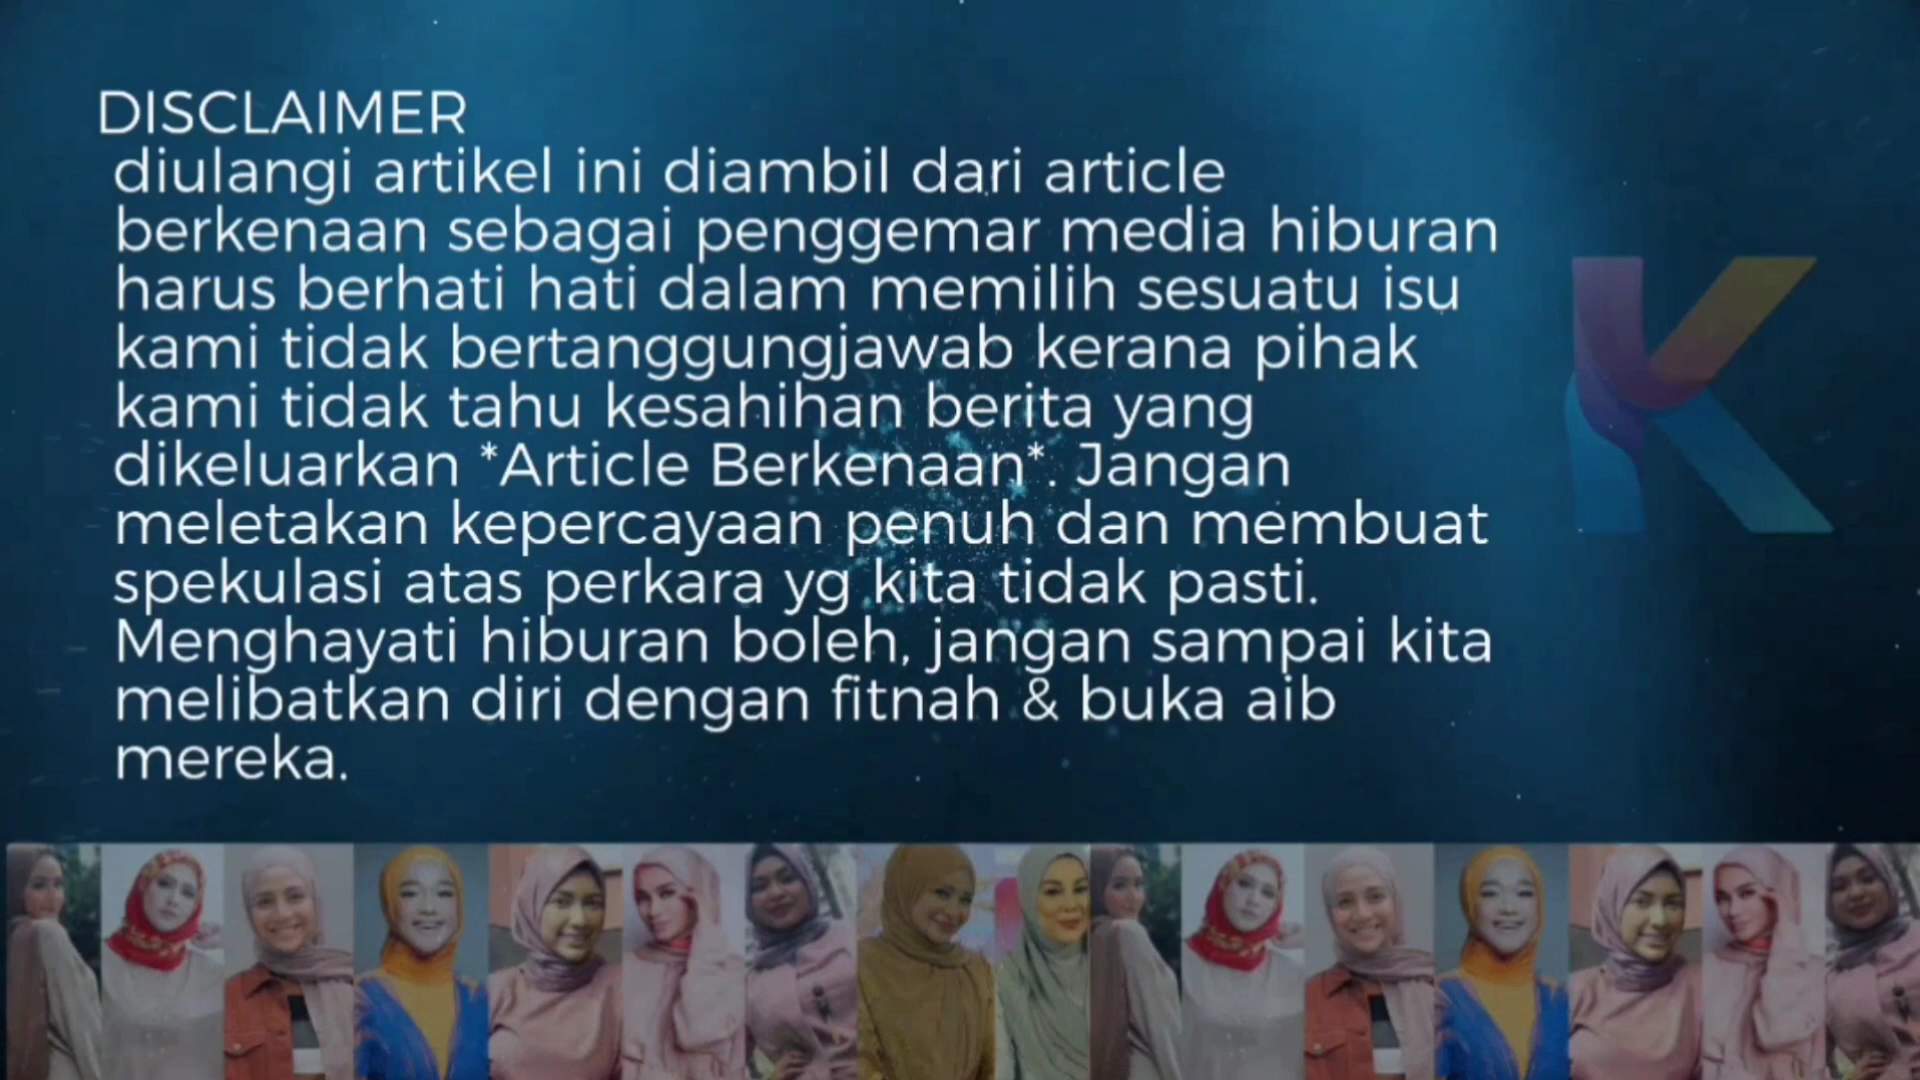 DISCLAIMER
diulangi artikel ini diambil dari article
berkenaan sebagai penggemar media hiburan
harus berhati hati dalam memilih sesuatu isu
kami tidak bertanggungjawab kerana pihak
kami tidak tahu kesahihan berita yang
dikeluarkan *Article Berkenaan*. Jangan
meletakan kepercayaan penuh dan membuat
spekulasi atas perkara yg kita tidak pasti.
Menghayati hiburan boleh, jangan sampai kita
melibatkan diri dengan fitnah & buka aib
mereka.
K